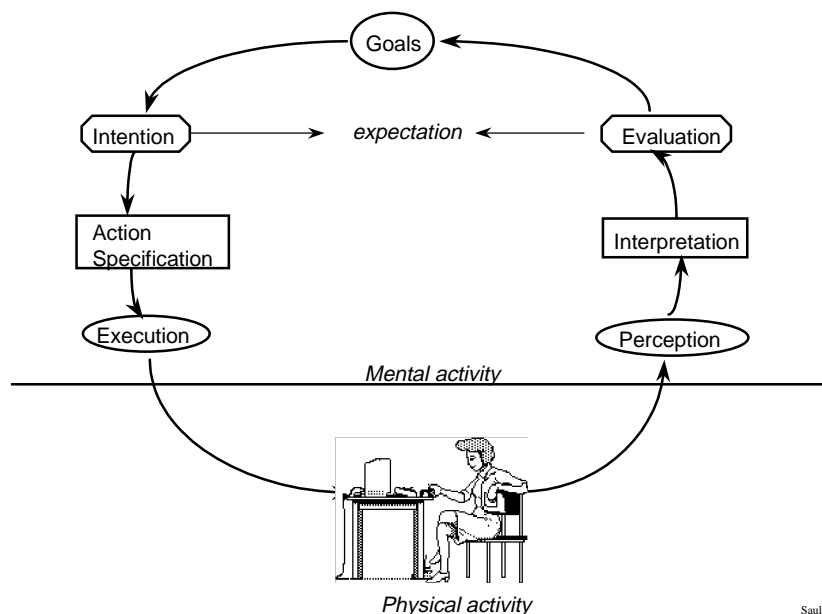 Goals
Intention
expectation
Evaluation
Action
Specification
Interpretation
Execution
Perception
Mental activity
Physical activity
Saul